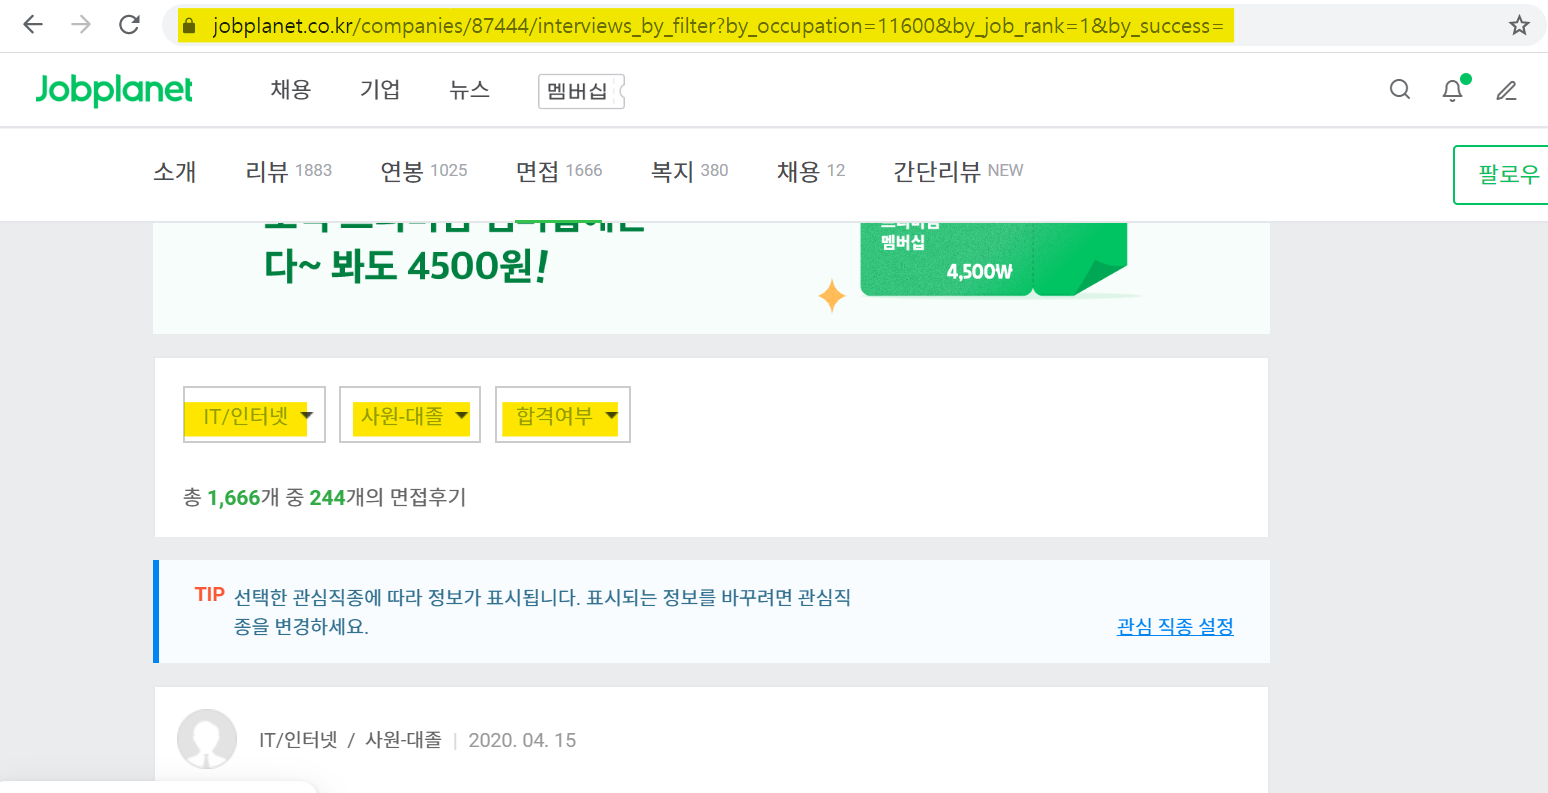 jobplanet.co.kr/companies/87444/interviews_by_filter?by_occupation=11600&by_job_rank=1&by_success=
Jobplanet 채용 기업 뉴스 멤버십
소개 리뷰 1883 연봉 1025 면접 1666 복지 380 채용 12 간단리뷰 NEW 팔로우
다~ 봐도 4500원!
멤버십
4,500₩
IT/인터넷 사원-대졸 합격여부
총 1,666개 중 244개의 면접후기
TIP 선택한 관심직종에 따라 정보가 표시됩니다. 표시되는 정보를 바꾸려면 관심직
종을 변경하세요.
관심 직종 설정
IT/인터넷 / 사원-대졸 | 2020. 04. 15